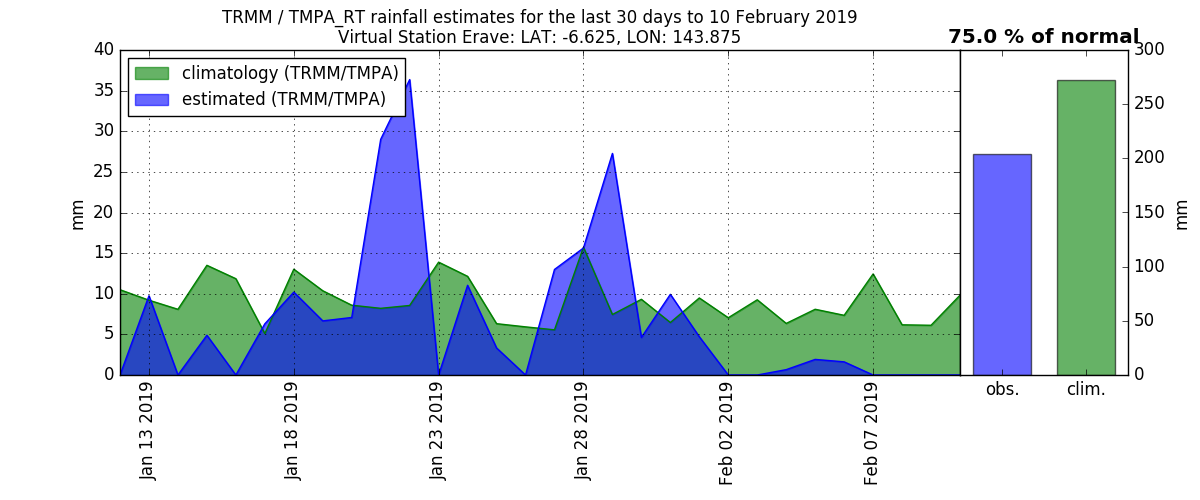 TRMM / TMPA_RT rainfall estimates for the last 30 days to 10 February 2019
Virtual Station Erave: LAT: -6.625, LON: 143.875
75.0 % of normal
climatology (TRMM/TMPA)
estimated (TRMM/TMPA)
mm
40
35
30
25
20
15
10
5
0
Jan 13 2019
Jan 18 2019
Jan 23 2019
Jan 28 2019
Feb 02 2019
Feb 07 2019
300
250
200
150
100
50
0
mm
obs.
clim.